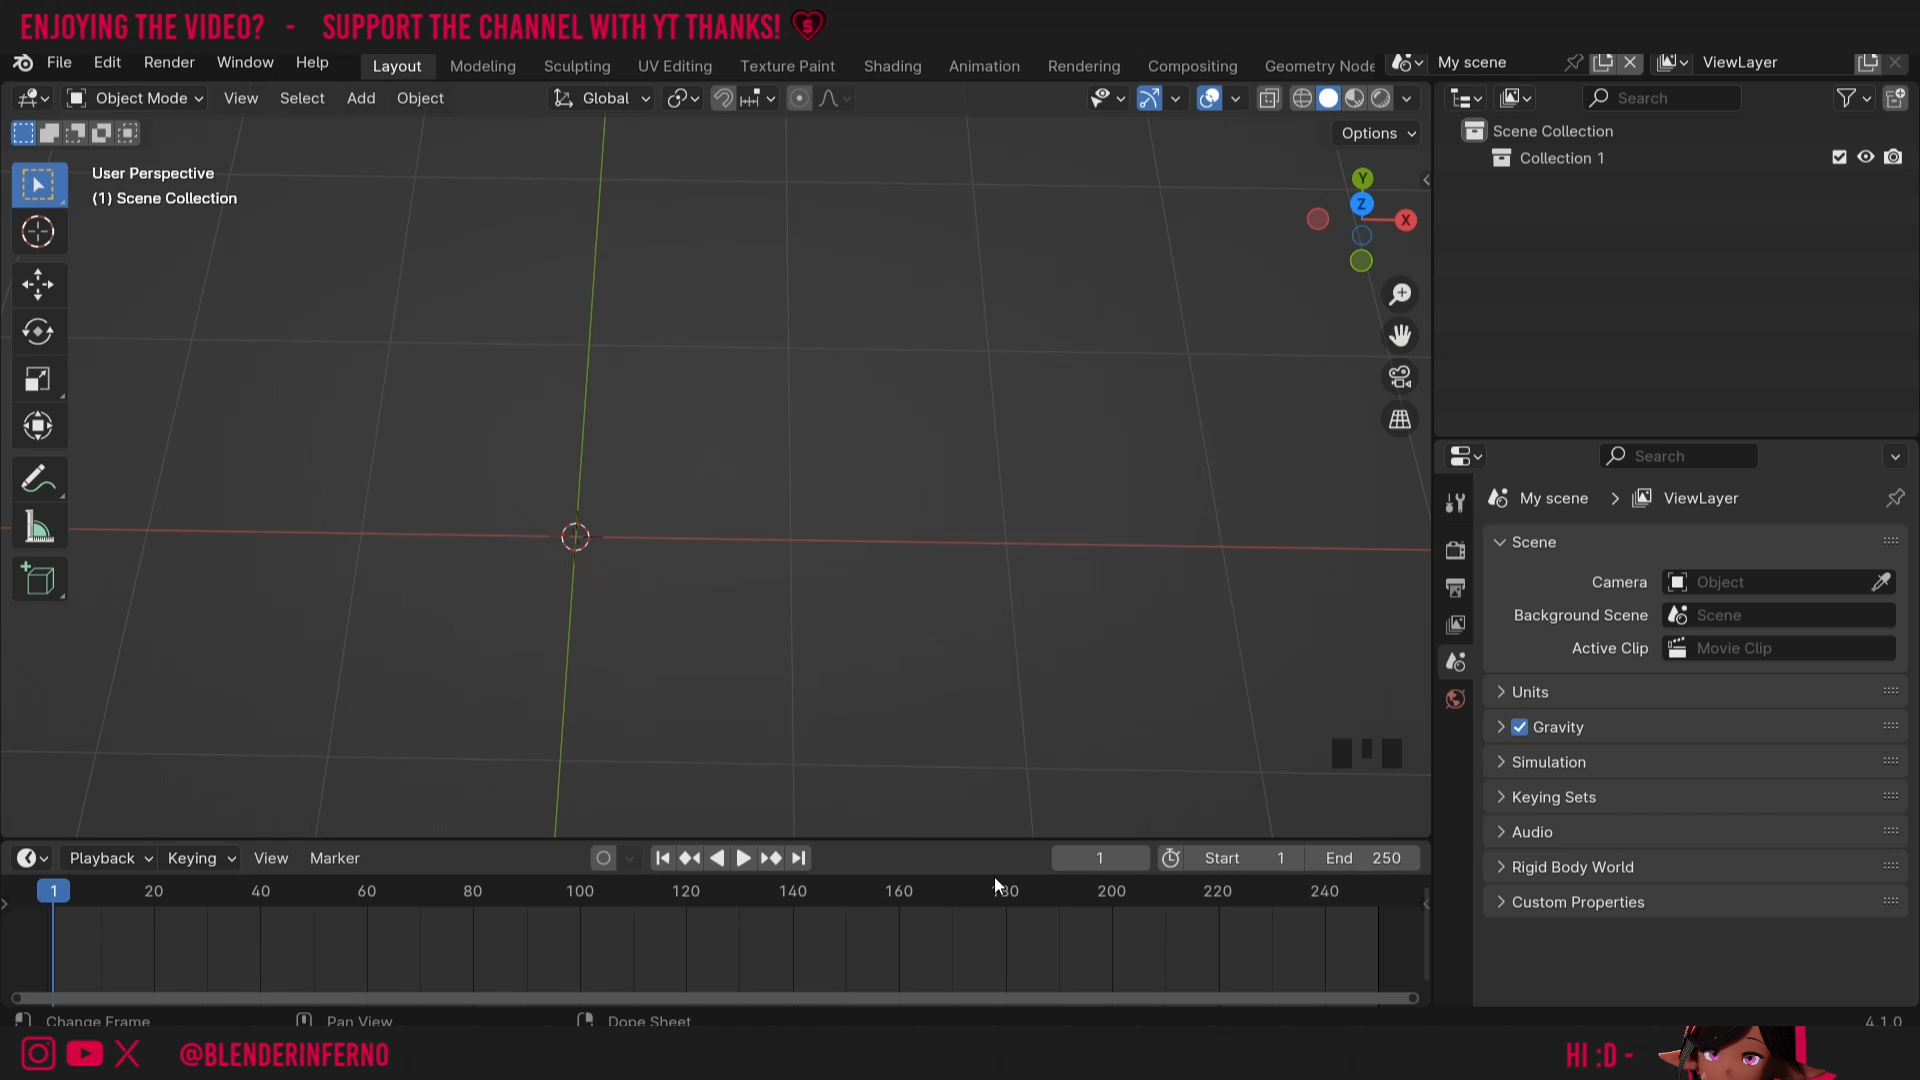 ENJOYING THE VIDEO? - SUPPORT THE CHANNEL WITH YT THANKS!
File Edit Render Window Help Layout Modeling Sculpting UV Editing Texture Paint Shading Animation Rendering Compositing Geometry Node My scene ViewLayer
Object Mode View Select Add Object Global Search
Options
Scene Collection
Collection 1
User Perspective
(1) Scene Collection
Y
Z
X
Search
My scene ViewLayer
Scene
Camera Object
Background Scene Scene
Active Clip Movie Clip
Units
Gravity
Simulation
Keying Sets
Audio
Rigid Body World
Custom Properties
Playback Keying View Marker 1 Start 1 End 250
1 20 40 60 80 100 120 140 160 180 200 220 240
Change Frame Pan View Dope Sheet 4.1.0
@BLENDERINFERNO HI :D -